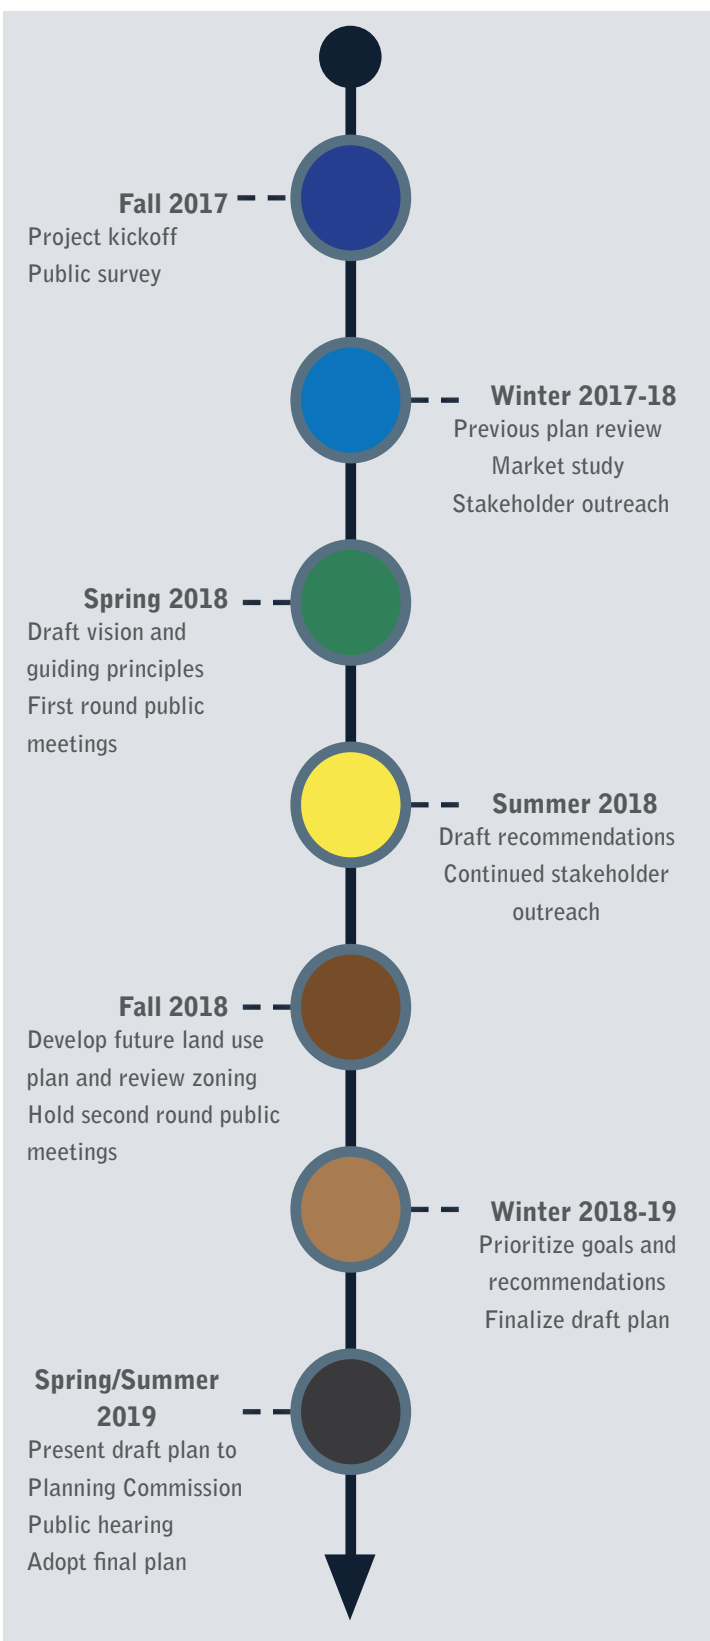 Fall 2017
Project kickoff
Public survey
Winter 2017-18
Previous plan review
Market study
Stakeholder outreach
Spring 2018
Draft vision and
guiding principles
First round public
meetings
Summer 2018
Draft recommendations
Continued stakeholder
outreach
Fall 2018
Develop future land use
plan and review zoning
Hold second round public
meetings
Winter 2018-19
Prioritize goals and
recommendations
Finalize draft plan
Spring/Summer
2019
Present draft plan to
Planning Commission
Public hearing
Adopt final plan